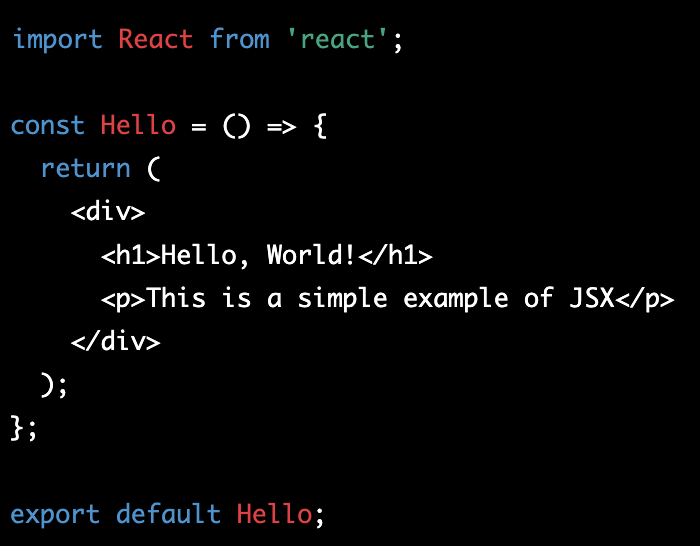 import React from 'react';

const Hello = () => {
  return (
    <div>
      <h1>Hello, World!</h1>
      <p>This is a simple example of JSX</p>
    </div>
  );
};

export default Hello;